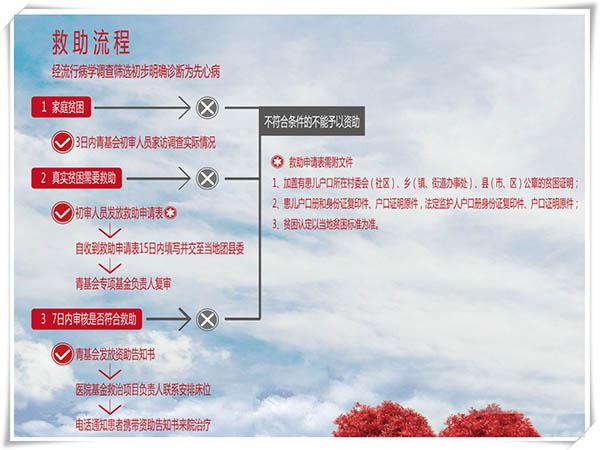 救助流程
经流行病学调查筛选初步明确诊断为先心病
1 家庭贫困
不符合条件的不能予以资助
3日内青基会初审人员家访调查实际情况
救助申请表需附文件
2 真实贫困需要救助
1、加盖有患儿户口所在村委会（社区）、乡（镇、街道办事处）、县（市、区）公章的贫困证明；
2、患儿户口册和身份证复印件、户口证明原件，法定监护人户口册身份证复印件、户口证明原件；
3、贫困认定以当地贫困标准为准。
初审人员发放救助申请表
自收到救助申请表15日内填写并交至当地团县委
青基会专项基金负责人复审
3 7日内审核是否符合救助
青基会发放资助告知书
医院基金救治项目负责人联系安排床位
电话通知患者携带资助告知书来院治疗